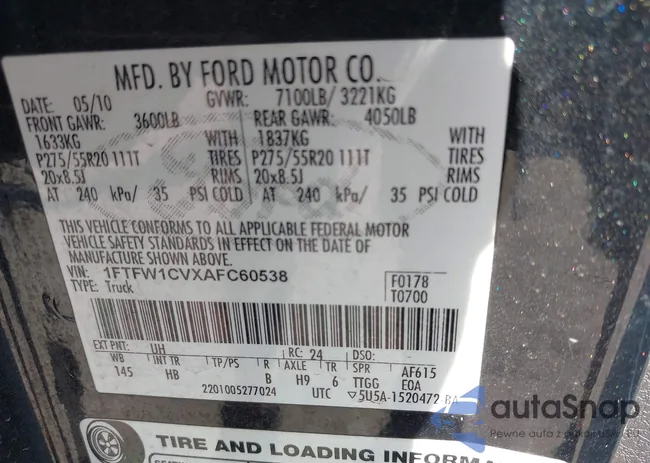 MFD. BY FORD MOTOR CO.
DATE: 05/10 GVWR: 7100LB/ 3221KG
FRONT GAWR: 3600LB REAR GAWR: 4050LB
1633KG WITH 1837KG WITH
P275/55R20 111T TIRES P275/55R20 111T TIRES
20x8.5J RIMS 20x8.5J RIMS
AT 240 kPa/ 35 PSI COLD AT 240 kPa/ 35 PSI COLD
THIS VEHICLE CONFORMS TO ALL APPLICABLE FEDERAL MOTOR
VEHICLE SAFETY STANDARDS IN EFFECT ON THE DATE OF
MANUFACTURE SHOWN ABOVE.
VIN: 1FTFW1CVXAFC60538 F0178
TYPE: Truck T0700
EXT PNT: UH RC: 24 DSO:
WB INT TR TP/PS R AXLE TR SPR AF615
145 HB B H9 6 TTGG EOA
2201005277024 UTC 5U5A-1520472 BA
TIRE AND LOADING INFORMA
autaSnap
Pewne auto z